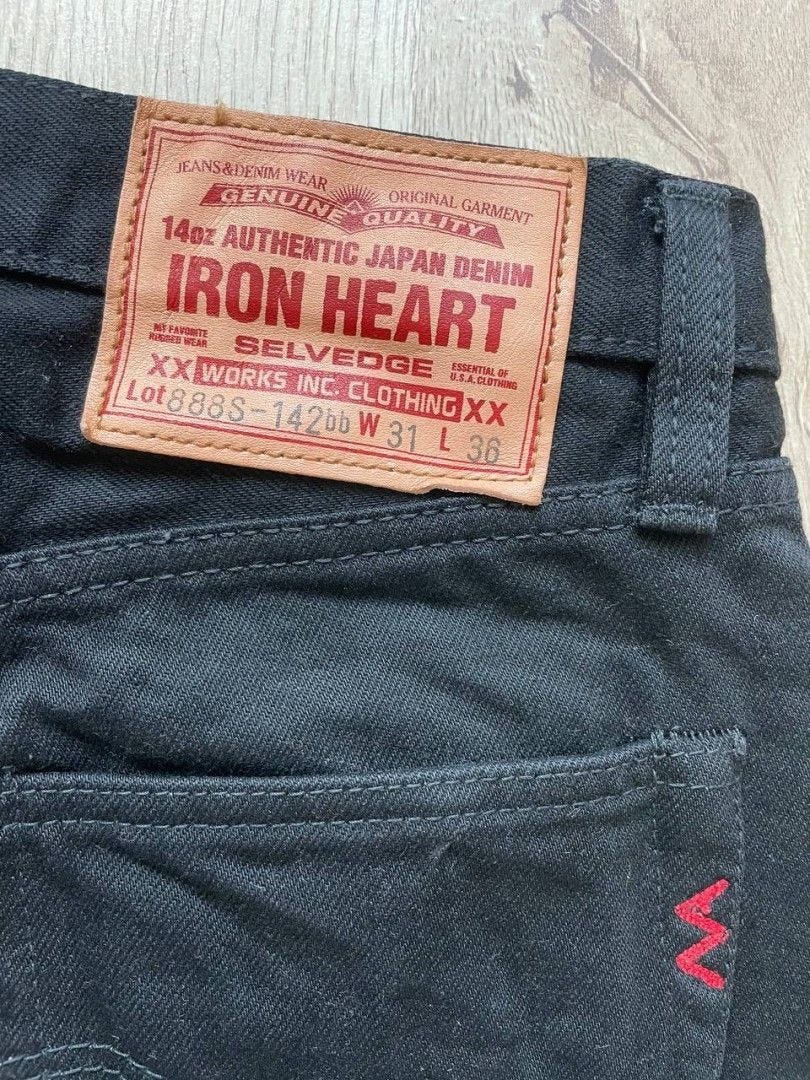 JEANS&DENIM WEAR
ORIGINAL GARMENT
GENUINE QUALITY
14oz AUTHENTIC JAPAN DENIM
IRON HEART
MY FAVORITE
RUGGED WEAR
SELVEDGE
ESSENTIAL OF
U.S.A. CLOTHING
XX WORKS INC. CLOTHING XX
Lot 888S-142bb W 31 L 36